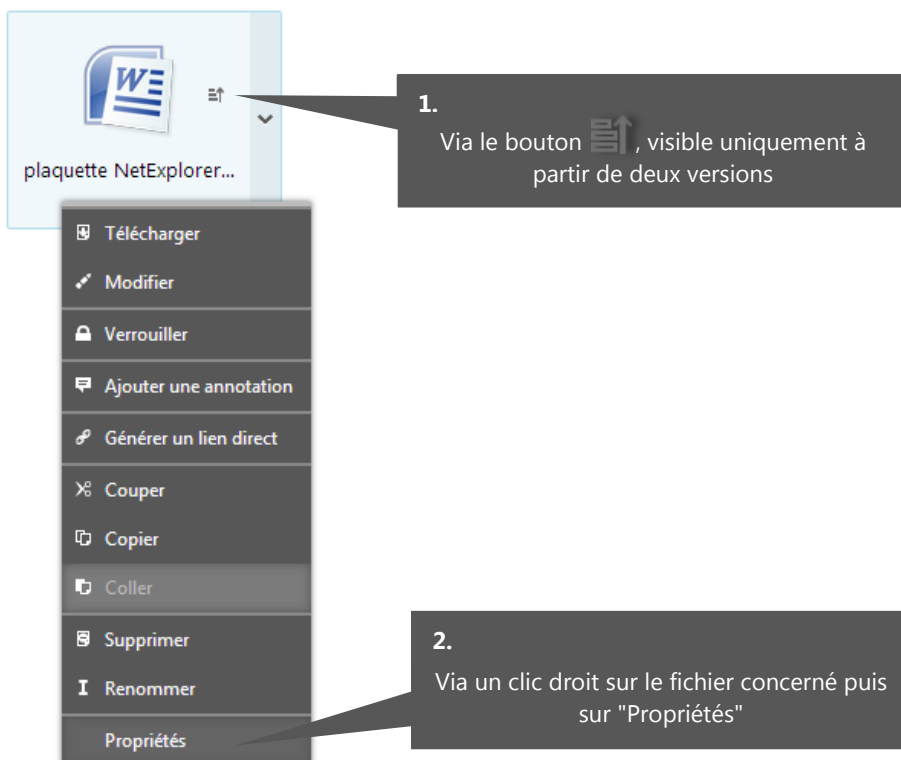 plaquette NetExplorer...
1.
Via le bouton , visible uniquement à
partir de deux versions
Télécharger
Modifier
Verrouiller
Ajouter une annotation
Générer un lien direct
Couper
Copier
Coller
Supprimer
Renommer
Propriétés
2.
Via un clic droit sur le fichier concerné puis
sur "Propriétés"